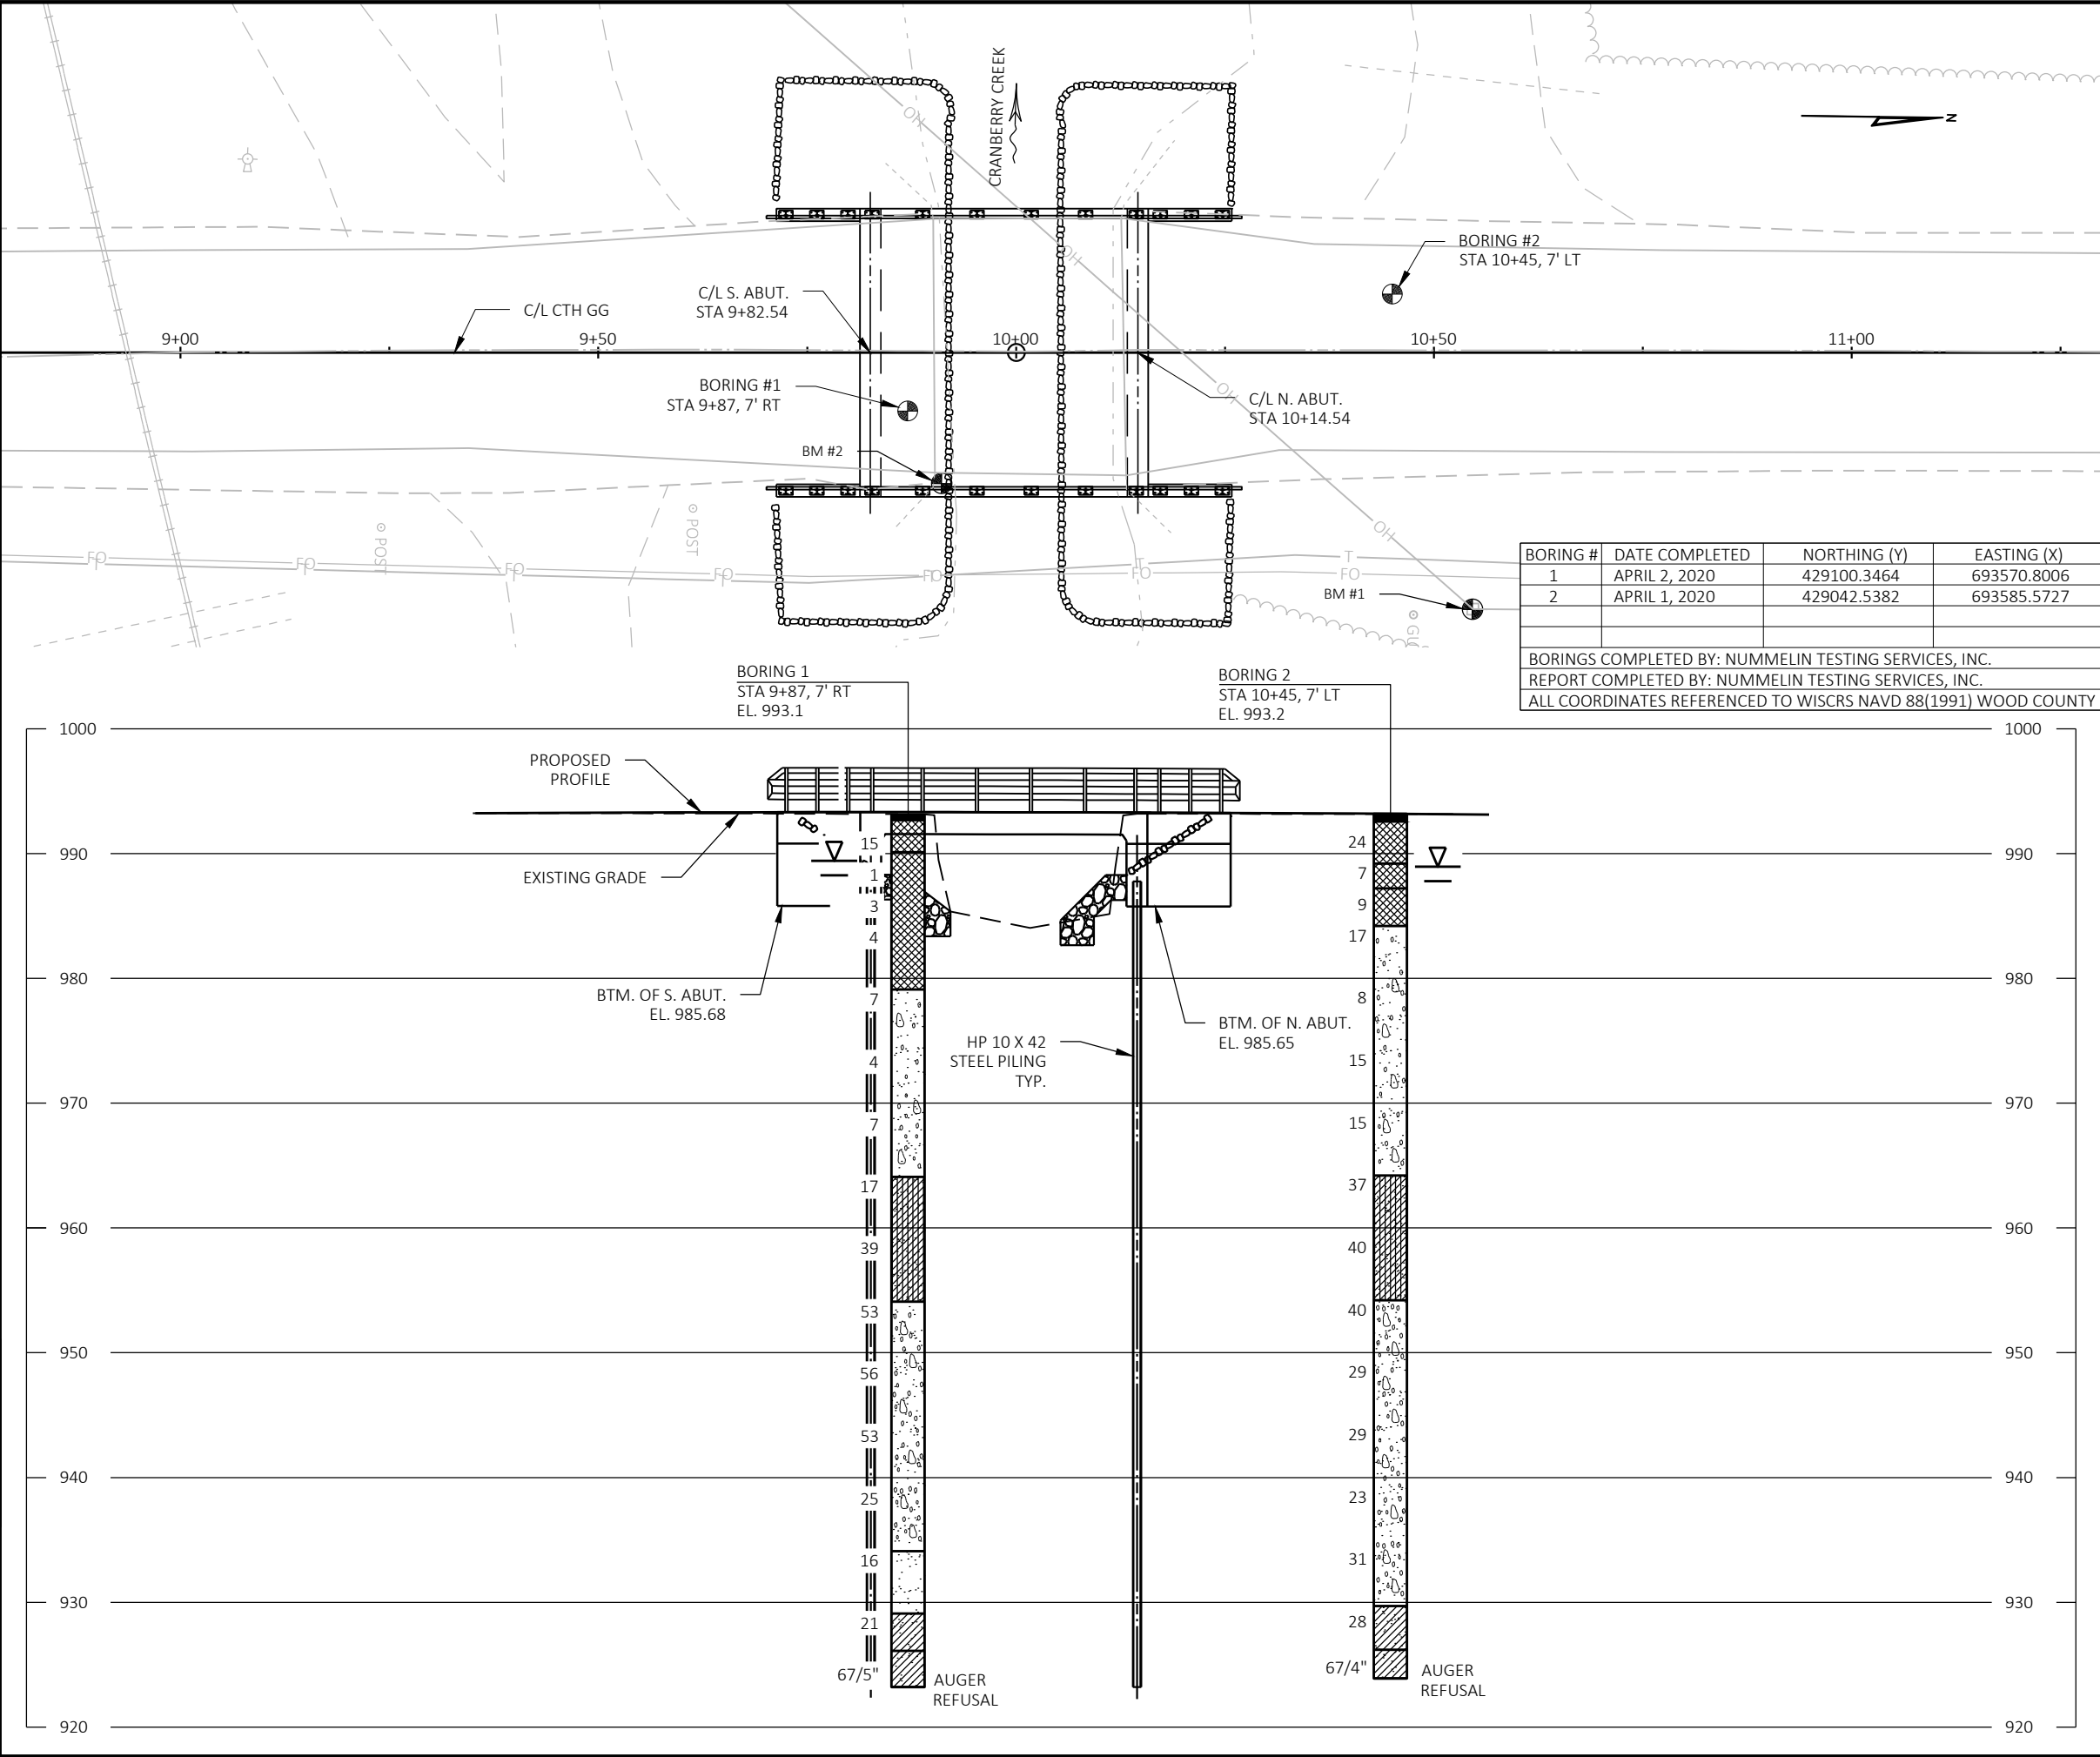 CRANBERRY CREEK
N
OH
OH
OH
OH
BORING #2
STA 10+45, 7' LT
C/L S. ABUT.
STA 9+82.54
C/L CTH GG
9+00
9+50
10+00
10+50
11+00
BORING #1
STA 9+87, 7' RT
C/L N. ABUT.
STA 10+14.54
BM #2
POST
POST
FO
FO
FO
FO
FO
FO
T
FO
BM #1
BORING # DATE COMPLETED NORTHING (Y) EASTING (X)
1 APRIL 2, 2020 429100.3464 693570.8006
2 APRIL 1, 2020 429042.5382 693585.5727
BORINGS COMPLETED BY: NUMMELIN TESTING SERVICES, INC.
REPORT COMPLETED BY: NUMMELIN TESTING SERVICES, INC.
ALL COORDINATES REFERENCED TO WISCRS NAVD 88(1991) WOOD COUNTY
BORING 1
STA 9+87, 7' RT
EL. 993.1
BORING 2
STA 10+45, 7' LT
EL. 993.2
1000
1000
PROPOSED
PROFILE
EXISTING GRADE
990
990
15
1
3
4
24
7
9
17
980
980
BTM. OF S. ABUT.
EL. 985.68
BTM. OF N. ABUT.
EL. 985.65
HP 10 X 42
STEEL PILING
TYP.
7
4
7
8
15
15
970
970
17
39
37
40
960
960
53
56
40
29
950
950
53
25
29
23
940
940
16
31
930
930
21
28
67/5"
AUGER
REFUSAL
67/4"
AUGER
REFUSAL
920
920